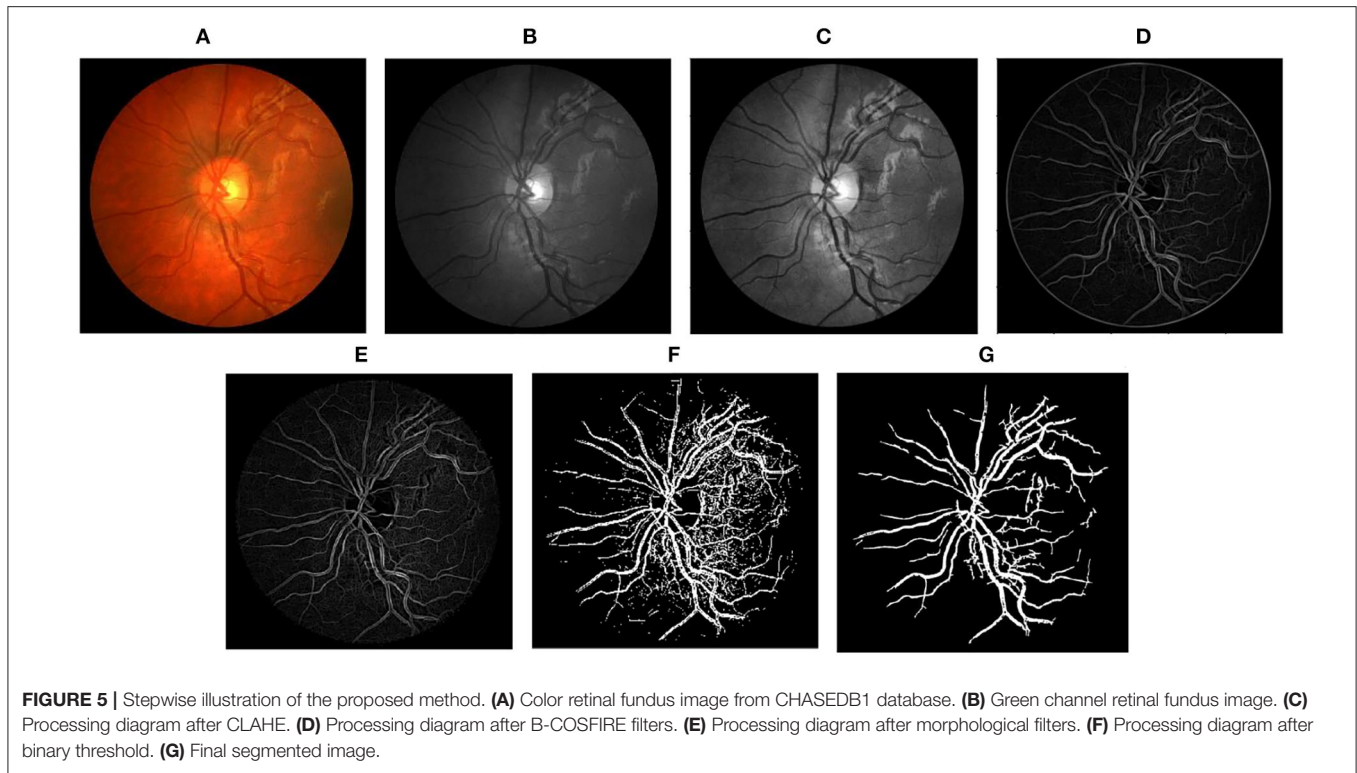 A B C D
E F G
FIGURE 5 | Stepwise illustration of the proposed method. (A) Color retinal fundus image from CHASEDB1 database. (B) Green channel retinal fundus image. (C)
Processing diagram after CLAHE. (D) Processing diagram after B-COSFIRE filters. (E) Processing diagram after morphological filters. (F) Processing diagram after
binary threshold. (G) Final segmented image.